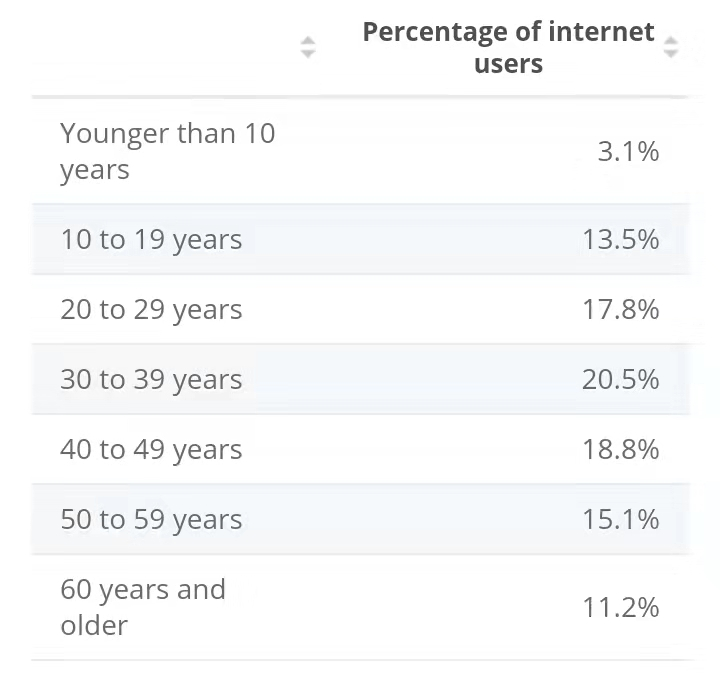 Percentage of internet
users
Younger than 10
years
3.1%
10 to 19 years 13.5%
20 to 29 years 17.8%
30 to 39 years 20.5%
40 to 49 years 18.8%
50 to 59 years 15.1%
60 years and
older
11.2%